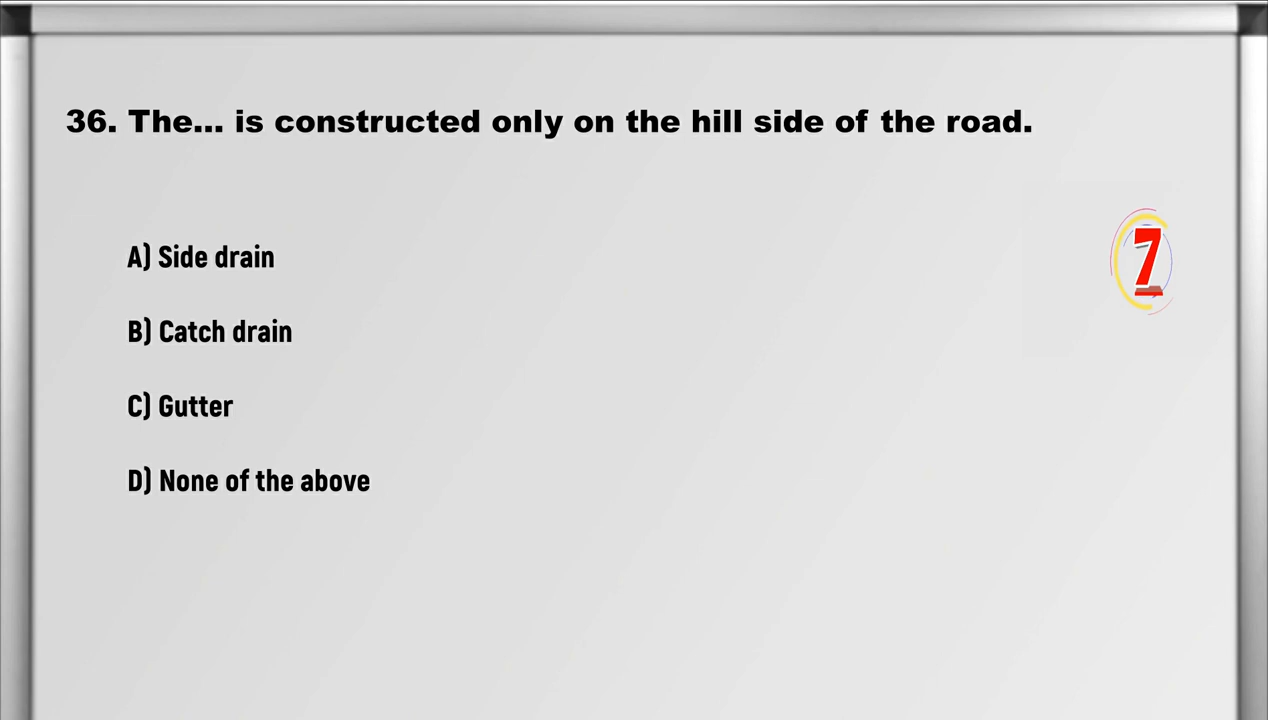 36. The... is constructed only on the hill side of the road.
7
A) Side drain
B) Catch drain
C) Gutter
D) None of the above